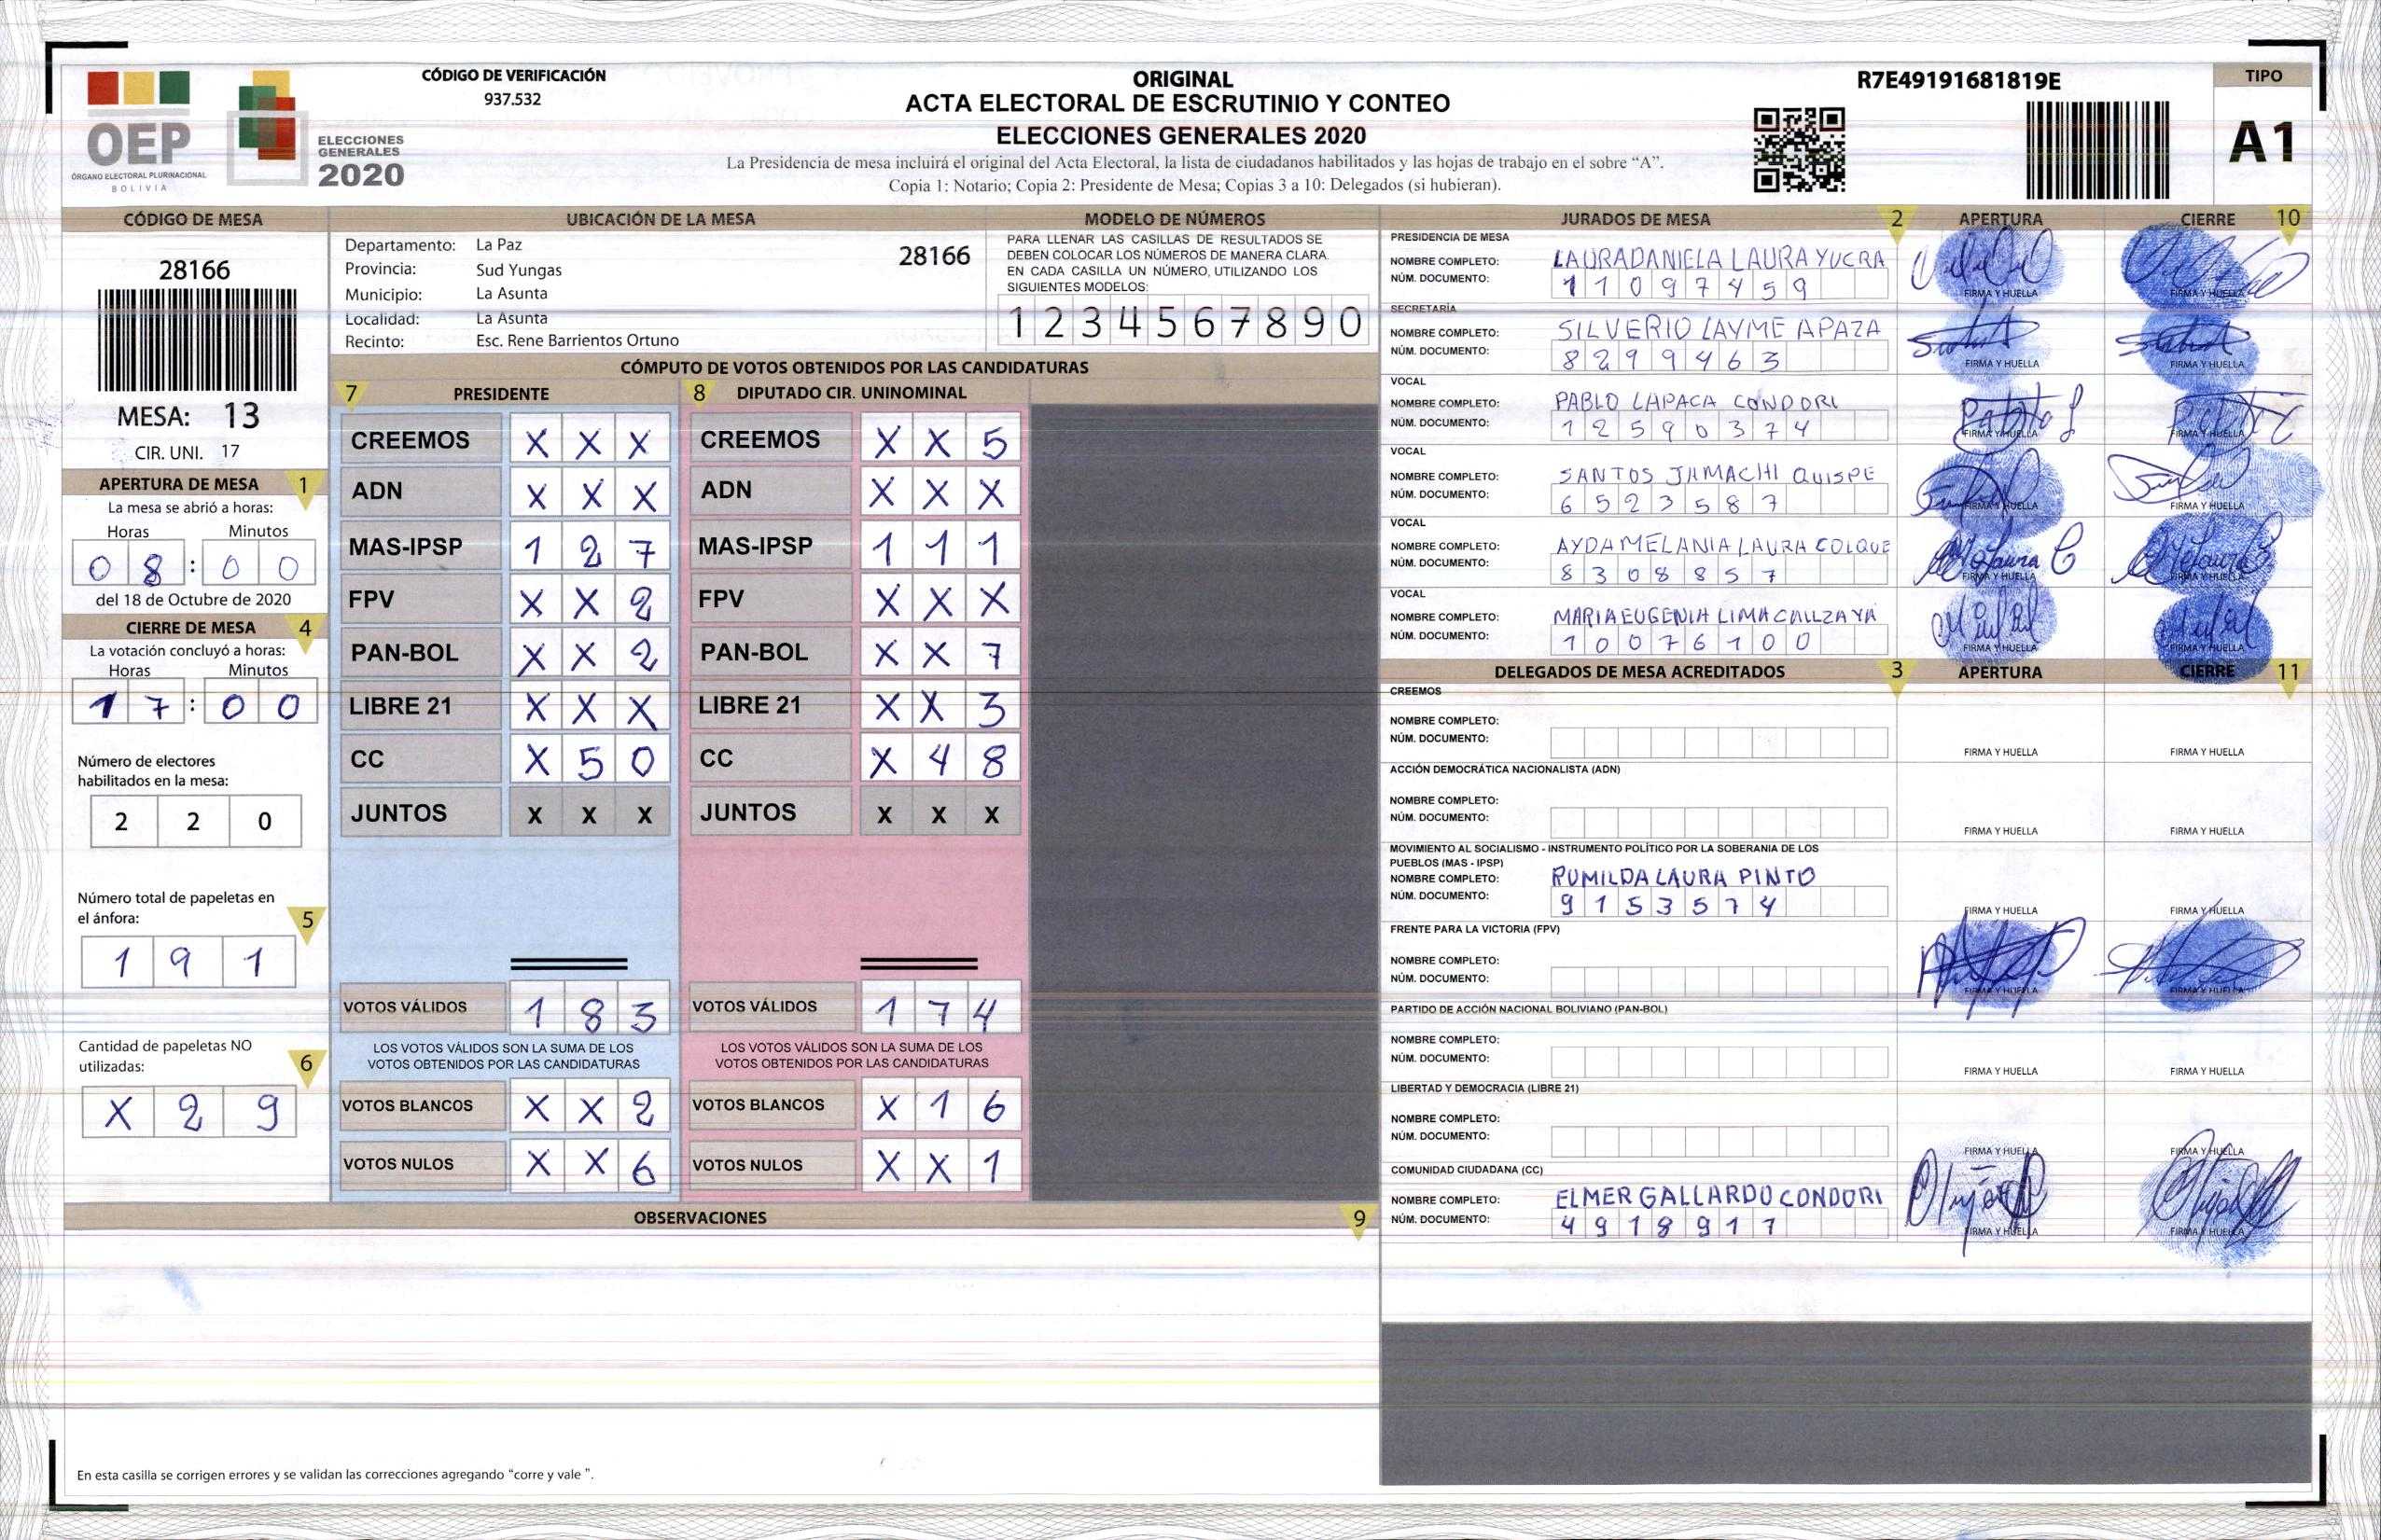 OEP
ÓRGANO ELECTORAL PLURINACIONAL
BOLIVIA
ELECCIONES
GENERALES
2020
CÓDIGO DE VERIFICACIÓN
937.532
ORIGINAL
ACTA ELECTORAL DE ESCRUTINIO Y CONTEO
ELECCIONES GENERALES 2020
La Presidencia de mesa incluirá el original del Acta Electoral, la lista de ciudadanos habilitados y las hojas de trabajo en el sobre “A”.
Copia 1: Notario; Copia 2: Presidente de Mesa; Copias 3 a 10: Delegados (si hubieran).
R7E49191681819E
TIPO
A1
CÓDIGO DE MESA
28166
MESA: 13
CIR. UNI. 17
APERTURA DE MESA 1
La mesa se abrió a horas:
Horas Minutos
0 8 : 0 0
del 18 de Octubre de 2020
CIERRE DE MESA 4
La votación concluyó a horas:
Horas Minutos
1 7 : 0 0
Número de electores
habilitados en la mesa:
2 2 0
Número total de papeletas en
el ánfora: 5
1 9 1
Cantidad de papeletas NO
utilizadas: 6
X 2 9
UBICACIÓN DE LA MESA
Departamento: La Paz 28166
Provincia: Sud Yungas
Municipio: La Asunta
Localidad: La Asunta
Recinto: Esc. Rene Barrientos Ortuno
MODELO DE NÚMEROS
PARA LLENAR LAS CASILLAS DE RESULTADOS SE
DEBEN COLOCAR LOS NÚMEROS DE MANERA CLARA.
EN CADA CASILLA UN NÚMERO, UTILIZANDO LOS
SIGUIENTES MODELOS:
1 2 3 4 5 6 7 8 9 0
CÓMPUTO DE VOTOS OBTENIDOS POR LAS CANDIDATURAS
7 PRESIDENTE
CREEMOS X X X
ADN X X X
MAS-IPSP 1 2 7
FPV X X 2
PAN-BOL X X 2
LIBRE 21 X X X
CC X 5 0
JUNTOS X X X
VOTOS VÁLIDOS 1 8 3
LOS VOTOS VÁLIDOS SON LA SUMA DE LOS
VOTOS OBTENIDOS POR LAS CANDIDATURAS
VOTOS BLANCOS X X 2
VOTOS NULOS X X 6
8 DIPUTADO CIR. UNINOMINAL
CREEMOS X X 5
ADN X X X
MAS-IPSP 1 1 1
FPV X X X
PAN-BOL X X 7
LIBRE 21 X X 3
CC X 4 8
JUNTOS X X X
VOTOS VÁLIDOS 1 7 4
LOS VOTOS VÁLIDOS SON LA SUMA DE LOS
VOTOS OBTENIDOS POR LAS CANDIDATURAS
VOTOS BLANCOS X 1 6
VOTOS NULOS X X 1
OBSERVACIONES 9
En esta casilla se corrigen errores y se validan las correcciones agregando “corre y vale ”.
JURADOS DE MESA 2 APERTURA CIERRE 10
PRESIDENCIA DE MESA
NOMBRE COMPLETO: LAURA DANIELA LAURA YUCRA
NÚM. DOCUMENTO: 1 1 0 9 7 4 5 9
FIRMA Y HUELLA FIRMA Y HUELLA
SECRETARÍA
NOMBRE COMPLETO: SILVERIO LAYME APAZA
NÚM. DOCUMENTO: 8 2 9 9 4 6 3
FIRMA Y HUELLA FIRMA Y HUELLA
VOCAL
NOMBRE COMPLETO: PABLO LAPACA CONDORI
NÚM. DOCUMENTO: 1 2 5 9 0 3 7 4
FIRMA Y HUELLA FIRMA Y HUELLA
VOCAL
NOMBRE COMPLETO: SANTOS JAMACHI QUISPE
NÚM. DOCUMENTO: 6 5 2 3 5 8 7
FIRMA Y HUELLA FIRMA Y HUELLA
VOCAL
NOMBRE COMPLETO: AYDA MELANIA LAURA COLQUE
NÚM. DOCUMENTO: 8 3 0 8 8 5 7
FIRMA Y HUELLA FIRMA Y HUELLA
VOCAL
NOMBRE COMPLETO: MARIA EUGENIA LIMA CALLZAYA
NÚM. DOCUMENTO: 1 0 0 7 6 1 0 0
FIRMA Y HUELLA FIRMA Y HUELLA
DELEGADOS DE MESA ACREDITADOS 3 APERTURA CIERRE 11
CREEMOS
NOMBRE COMPLETO:
NÚM. DOCUMENTO:
FIRMA Y HUELLA FIRMA Y HUELLA
ACCIÓN DEMOCRÁTICA NACIONALISTA (ADN)
NOMBRE COMPLETO:
NÚM. DOCUMENTO:
FIRMA Y HUELLA FIRMA Y HUELLA
MOVIMIENTO AL SOCIALISMO - INSTRUMENTO POLÍTICO POR LA SOBERANIA DE LOS
PUEBLOS (MAS - IPSP)
NOMBRE COMPLETO: RUMILDA LAURA PINTO
NÚM. DOCUMENTO: 9 1 5 3 5 7 4
FIRMA Y HUELLA FIRMA Y HUELLA
FRENTE PARA LA VICTORIA (FPV)
NOMBRE COMPLETO:
NÚM. DOCUMENTO:
FIRMA Y HUELLA FIRMA Y HUELLA
PARTIDO DE ACCIÓN NACIONAL BOLIVIANO (PAN-BOL)
NOMBRE COMPLETO:
NÚM. DOCUMENTO:
FIRMA Y HUELLA FIRMA Y HUELLA
LIBERTAD Y DEMOCRACIA (LIBRE 21)
NOMBRE COMPLETO:
NÚM. DOCUMENTO:
FIRMA Y HUELLA FIRMA Y HUELLA
COMUNIDAD CIUDADANA (CC)
NOMBRE COMPLETO: ELMER GALLARDO CONDORI
NÚM. DOCUMENTO: 4 9 1 8 9 1 7
FIRMA Y HUELLA FIRMA Y HUELLA